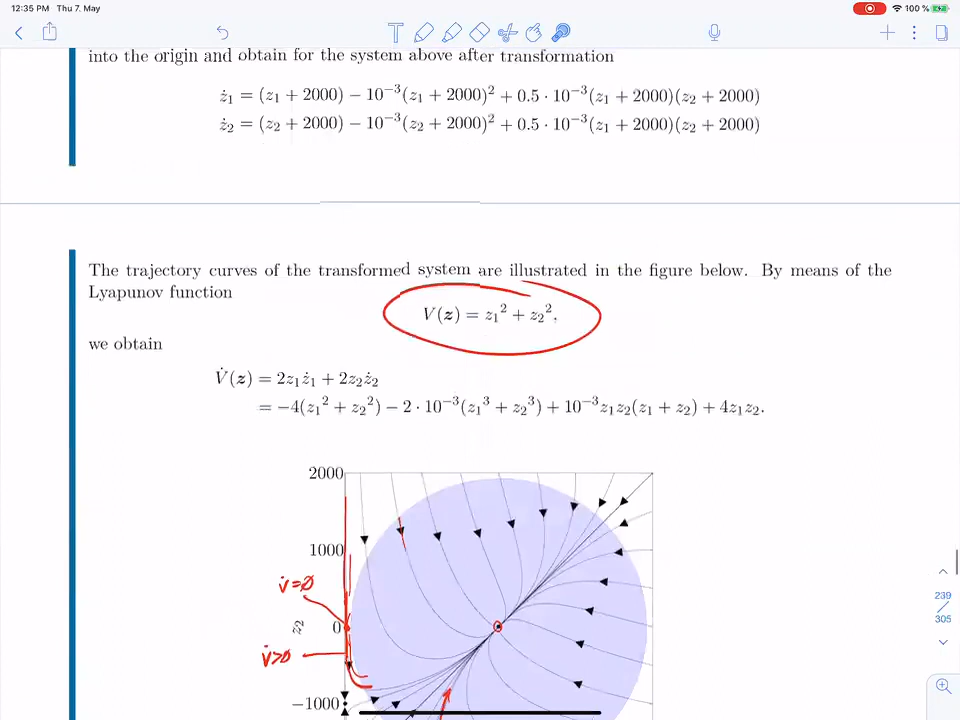 12:35 PM Thu 7. May
100 %
into the origin and obtain for the system above after transformation
ż₁ = (z₁ + 2000) − 10⁻³(z₁ + 2000)² + 0.5 · 10⁻³(z₁ + 2000)(z₂ + 2000)
ż₂ = (z₂ + 2000) − 10⁻³(z₂ + 2000)² + 0.5 · 10⁻³(z₁ + 2000)(z₂ + 2000)
The trajectory curves of the transformed system are illustrated in the figure below. By means of the
Lyapunov function
V(z) = z₁² + z₂²,
we obtain
V̇(z) = 2z₁ż₁ + 2z₂ż₂
= −4(z₁² + z₂²) − 2 · 10⁻³(z₁³ + z₂³) + 10⁻³z₁z₂(z₁ + z₂) + 4z₁z₂.
2000
1000
v̇=0
z₂
0
v̇>0
−1000
239
305